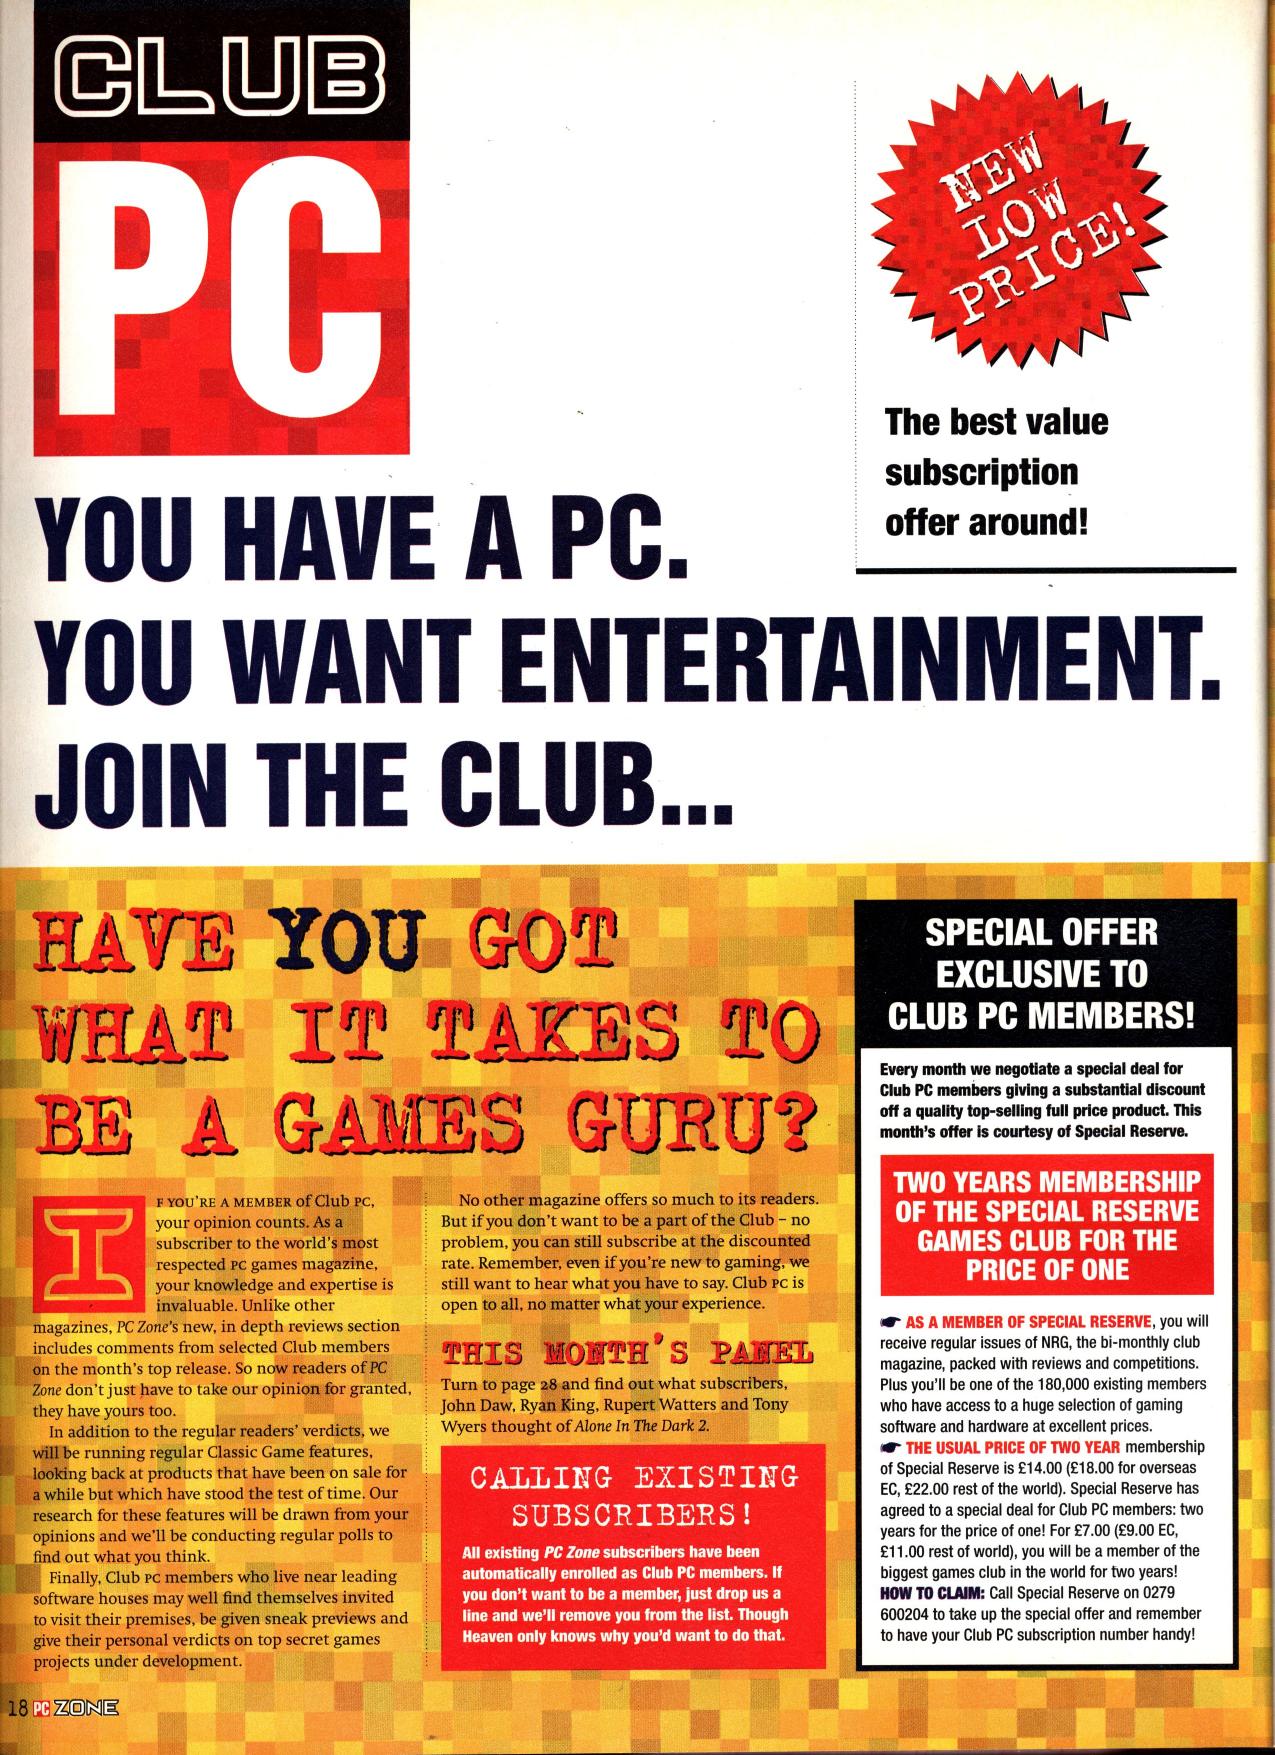 CLUB
PC
NEW
LOW
PRICE!
The best value
subscription
offer around!
YOU HAVE A PC.
YOU WANT ENTERTAINMENT.
JOIN THE CLUB...
HAVE YOU GOT
WHAT IT TAKES TO
BE A GAMES GURU?
IF YOU'RE A MEMBER of Club PC,
your opinion counts. As a
subscriber to the world's most
respected PC games magazine,
your knowledge and expertise is
invaluable. Unlike other
magazines, PC Zone's new, in depth reviews section
includes comments from selected Club members
on the month's top release. So now readers of PC
Zone don't just have to take our opinion for granted,
they have yours too.
In addition to the regular readers' verdicts, we
will be running regular Classic Game features,
looking back at products that have been on sale for
a while but which have stood the test of time. Our
research for these features will be drawn from your
opinions and we'll be conducting regular polls to
find out what you think.
Finally, Club PC members who live near leading
software houses may well find themselves invited
to visit their premises, be given sneak previews and
give their personal verdicts on top secret games
projects under development.
No other magazine offers so much to its readers.
But if you don't want to be a part of the Club – no
problem, you can still subscribe at the discounted
rate. Remember, even if you're new to gaming, we
still want to hear what you have to say. Club PC is
open to all, no matter what your experience.
THIS MONTH'S PANEL
Turn to page 28 and find out what subscribers,
John Daw, Ryan King, Rupert Watters and Tony
Wyers thought of Alone In The Dark 2.
CALLING EXISTING
SUBSCRIBERS!
All existing PC Zone subscribers have been
automatically enrolled as Club PC members. If
you don't want to be a member, just drop us a
line and we'll remove you from the list. Though
Heaven only knows why you'd want to do that.
SPECIAL OFFER
EXCLUSIVE TO
CLUB PC MEMBERS!
Every month we negotiate a special deal for
Club PC members giving a substantial discount
off a quality top-selling full price product. This
month's offer is courtesy of Special Reserve.
TWO YEARS MEMBERSHIP
OF THE SPECIAL RESERVE
GAMES CLUB FOR THE
PRICE OF ONE
☛ AS A MEMBER OF SPECIAL RESERVE, you will
receive regular issues of NRG, the bi-monthly club
magazine, packed with reviews and competitions.
Plus you'll be one of the 180,000 existing members
who have access to a huge selection of gaming
software and hardware at excellent prices.
☛ THE USUAL PRICE OF TWO YEAR membership
of Special Reserve is £14.00 (£18.00 for overseas
EC, £22.00 rest of the world). Special Reserve has
agreed to a special deal for Club PC members: two
years for the price of one! For £7.00 (£9.00 EC,
£11.00 rest of world), you will be a member of the
biggest games club in the world for two years!
HOW TO CLAIM: Call Special Reserve on 0279
600204 to take up the special offer and remember
to have your Club PC subscription number handy!
18 PC ZONE